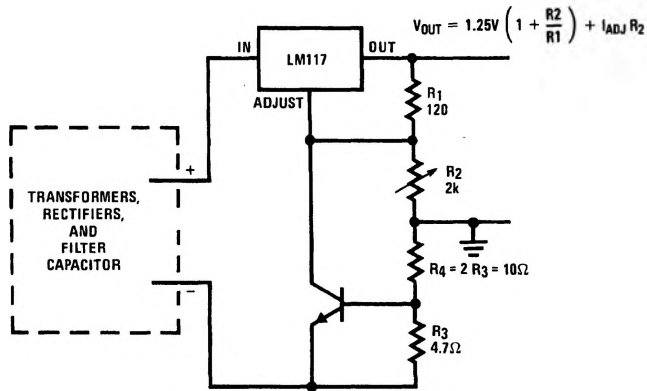 V_OUT = 1.25V (1 + R2/R1) + I_ADJ R2
IN
LM117
OUT
ADJUST
R1
120
R2
2k
+
TRANSFORMERS,
RECTIFIERS,
AND
FILTER
CAPACITOR
−
R4 = 2 R3 = 10Ω
R3
4.7Ω